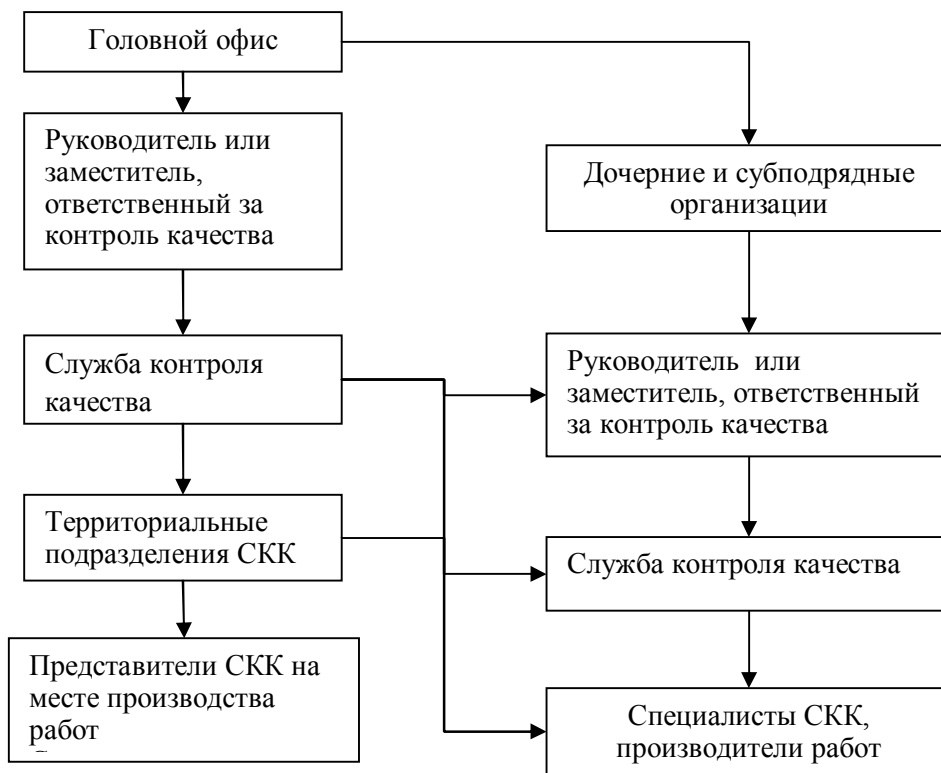 Головной офис
Руководитель или
заместитель,
ответственный за
контроль качества
Дочерние и субподрядные
организации
Служба контроля
качества
Руководитель или
заместитель, ответственный
за контроль качества
Территориальные
подразделения СКК
Служба контроля качества
Представители СКК на
месте производства
работ
Специалисты СКК,
производители работ